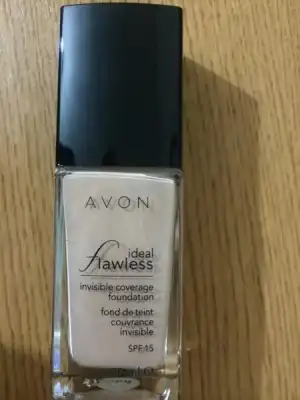 AVON
ideal
flawless
invisible coverage
foundation
fond de teint
couvrance
invisible
SPF 15